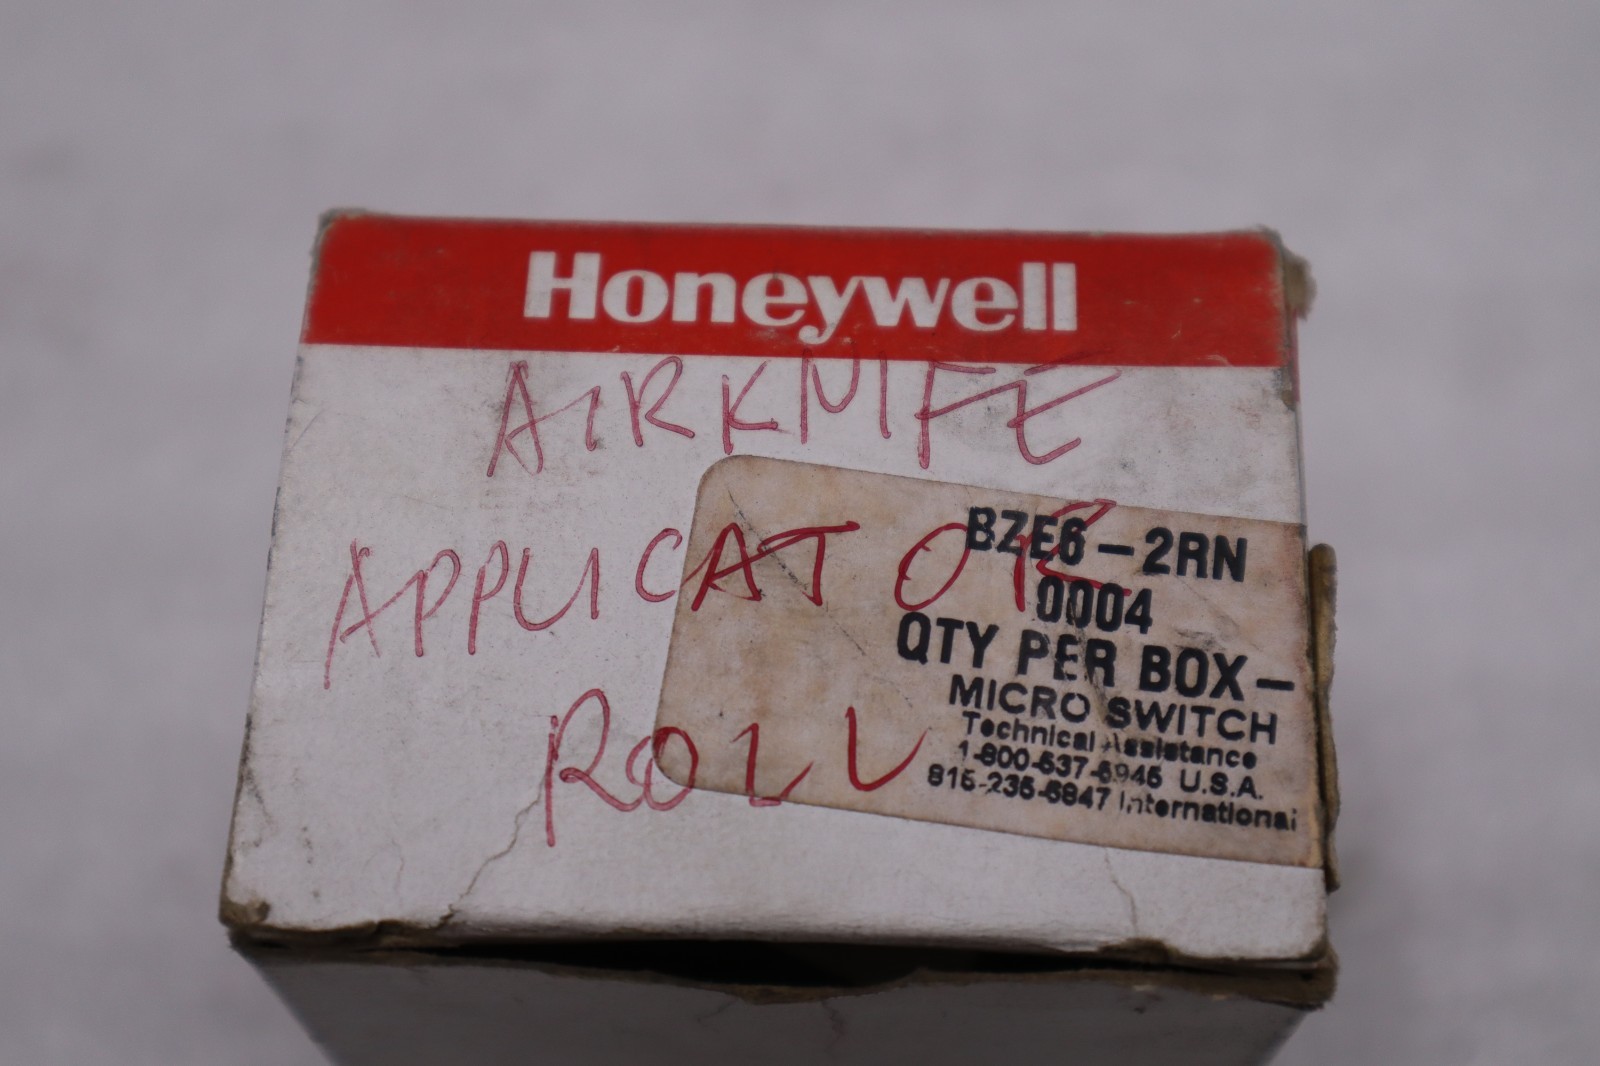 Honeywell
AIRKNIFE
APPLICATOR
ROLL
BZE6-2RN
0004
QTY PER BOX-
MICRO SWITCH
Technical Assistance
1-800-537-6945 U.S.A.
815-235-6847 International